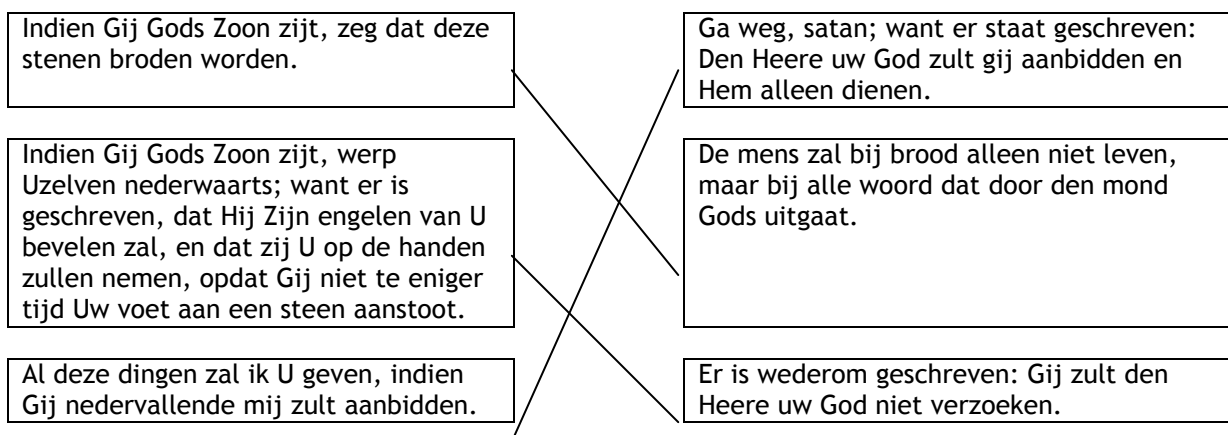 Indien Gij Gods Zoon zijt, zeg dat deze
stenen broden worden.
Indien Gij Gods Zoon zijt, werp
Uzelven nederwaarts; want er is
geschreven, dat Hij Zijn engelen van U
bevelen zal, en dat zij U op de handen
zullen nemen, opdat Gij niet te eniger
tijd Uw voet aan een steen aanstoot.
Al deze dingen zal ik U geven, indien
Gij nedervallende mij zult aanbidden.
Ga weg, satan; want er staat geschreven:
Den Heere uw God zult gij aanbidden en
Hem alleen dienen.
De mens zal bij brood alleen niet leven,
maar bij alle woord dat door den mond
Gods uitgaat.
Er is wederom geschreven: Gij zult den
Heere uw God niet verzoeken.